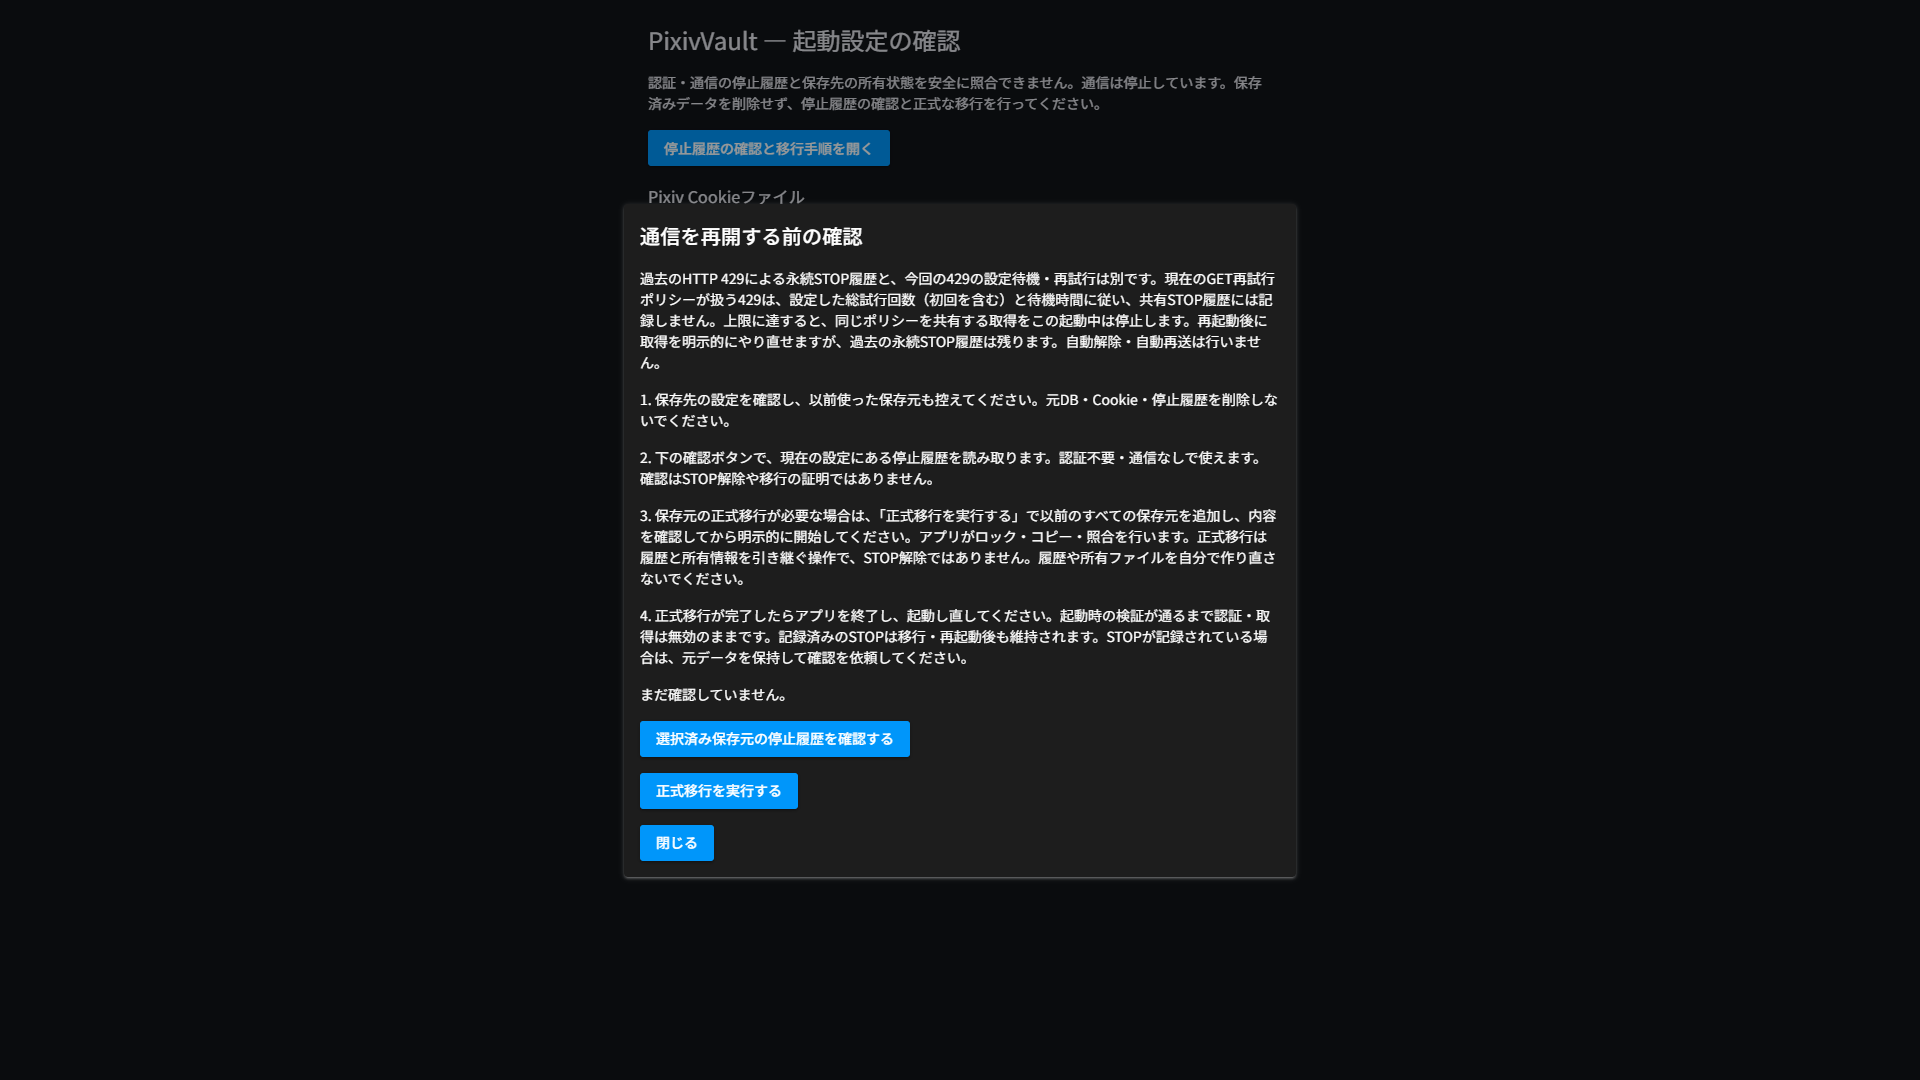 PixivVault — 起動設定の確認
認証・通信の停止履歴と保存先の所有状態を安全に照合できません。通信は停止しています。保存
済みデータを削除せず、停止履歴の確認と正式な移行を行ってください。
停止履歴の確認と移行手順を開く
Pixiv Cookieファイル
通信を再開する前の確認
過去のHTTP 429による永続STOP履歴と、今回の429の設定待機・再試行は別です。現在のGET再試行
ポリシーが扱う429は、設定した総試行回数（初回を含む）と待機時間に従い、共有STOP履歴には記
録しません。上限に達すると、同じポリシーを共有する取得をこの起動中は停止します。再起動後に
取得を明示的にやり直せますが、過去の永続STOP履歴は残ります。自動解除・自動再送は行いませ
ん。
1. 保存先の設定を確認し、以前使った保存元も控えてください。元DB・Cookie・停止履歴を削除しな
いでください。
2. 下の確認ボタンで、現在の設定にある停止履歴を読み取ります。認証不要・通信なしで使えます。
確認はSTOP解除や移行の証明ではありません。
3. 保存元の正式移行が必要な場合は、「正式移行を実行する」で以前のすべての保存元を追加し、内容
を確認してから明示的に開始してください。アプリがロック・コピー・照合を行います。正式移行は
履歴と所有情報を引き継ぐ操作で、STOP解除ではありません。履歴や所有ファイルを自分で作り直さ
ないでください。
4. 正式移行が完了したらアプリを終了し、起動し直してください。起動時の検証が通るまで認証・取
得は無効のままです。記録済みのSTOPは移行・再起動後も維持されます。STOPが記録されている場
合は、元データを保持して確認を依頼してください。
まだ確認していません。
選択済み保存元の停止履歴を確認する
正式移行を実行する
閉じる